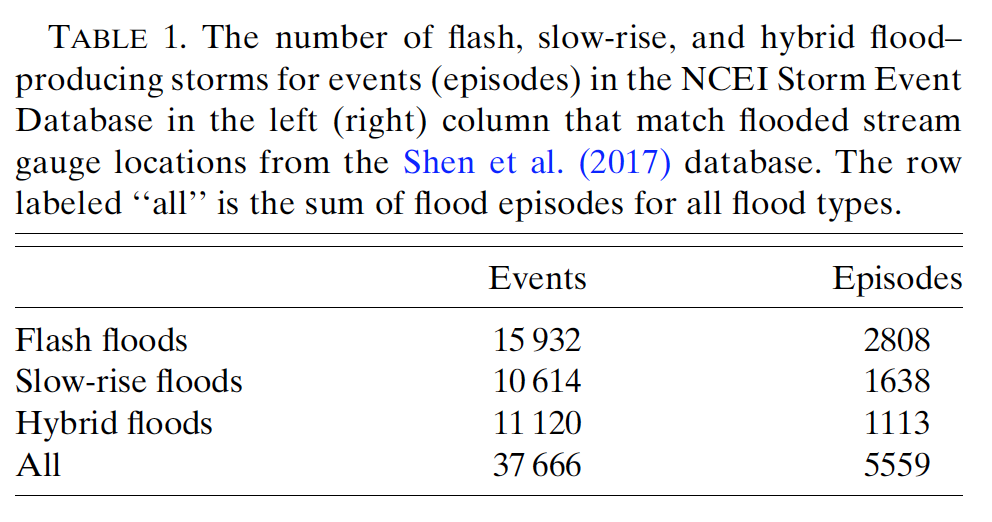 TABLE 1. The number of flash, slow-rise, and hybrid flood–
producing storms for events (episodes) in the NCEI Storm Event
Database in the left (right) column that match flooded stream
gauge locations from the Shen et al. (2017) database. The row
labeled ‘‘all’’ is the sum of flood episodes for all flood types.
Events Episodes
Flash floods 15 932 2808
Slow-rise floods 10 614 1638
Hybrid floods 11 120 1113
All 37 666 5559